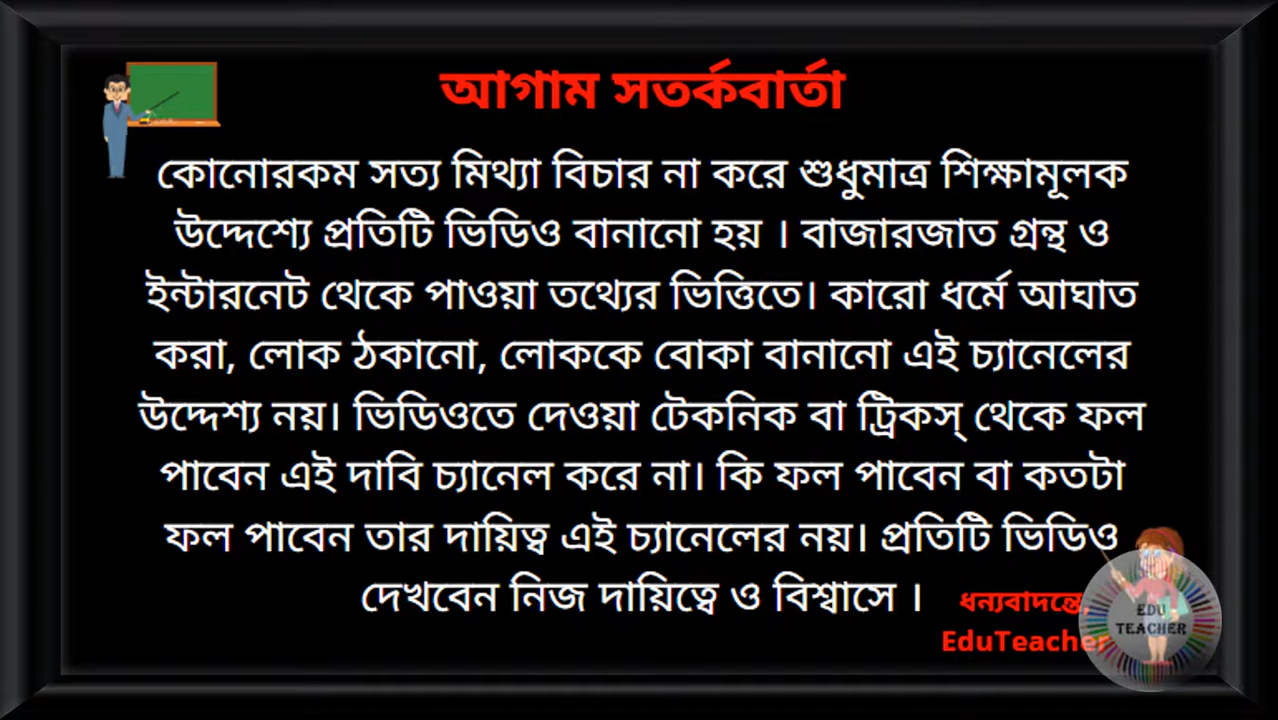 আগাম সতর্কবার্তা
কোনোরকম সত্য মিথ্যা বিচার না করে শুধুমাত্র শিক্ষামূলক
উদ্দেশ্যে প্রতিটি ভিডিও বানানো হয় । বাজারজাত গ্রন্থ ও
ইন্টারনেট থেকে পাওয়া তথ্যের ভিত্তিতে। কারো ধর্মে আঘাত
করা, লোক ঠকানো, লোককে বোকা বানানো এই চ্যানেলের
উদ্দেশ্য নয়। ভিডিওতে দেওয়া টেকনিক বা ট্রিকস্ থেকে ফল
পাবেন এই দাবি চ্যানেল করে না। কি ফল পাবেন বা কতটা
ফল পাবেন তার দায়িত্ব এই চ্যানেলের নয়। প্রতিটি ভিডিও
দেখবেন নিজ দায়িত্বে ও বিশ্বাসে ।
ধন্যবাদন্তে,
EduTeacher
EDU
TEACHER